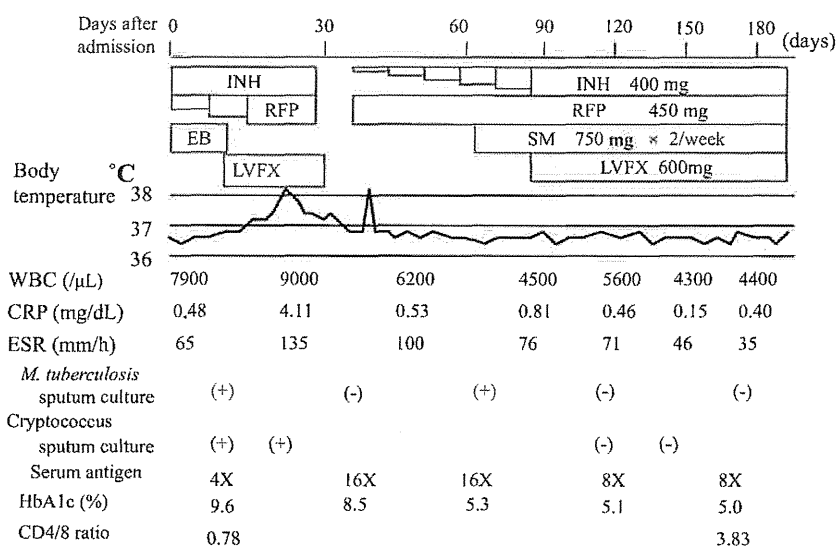 Days after admission 0 30 60 90 120 150 180 (days)
INH INH 400 mg
RFP RFP 450 mg
EB SM 750 mg × 2/week
LVFX LVFX 600mg
Body temperature °C
38
37
36
WBC (/μL) 7900 9000 6200 4500 5600 4300 4400
CRP (mg/dL) 0.48 4.11 0.53 0.81 0.46 0.15 0.40
ESR (mm/h) 65 135 100 76 71 46 35
M. tuberculosis
sputum culture (+) (-) (+) (-) (-)
Cryptococcus
sputum culture (+) (+) (-) (-)
Serum antigen 4X 16X 16X 8X 8X
HbA1c (%) 9.6 8.5 5.3 5.1 5.0
CD4/8 ratio 0.78 3.83